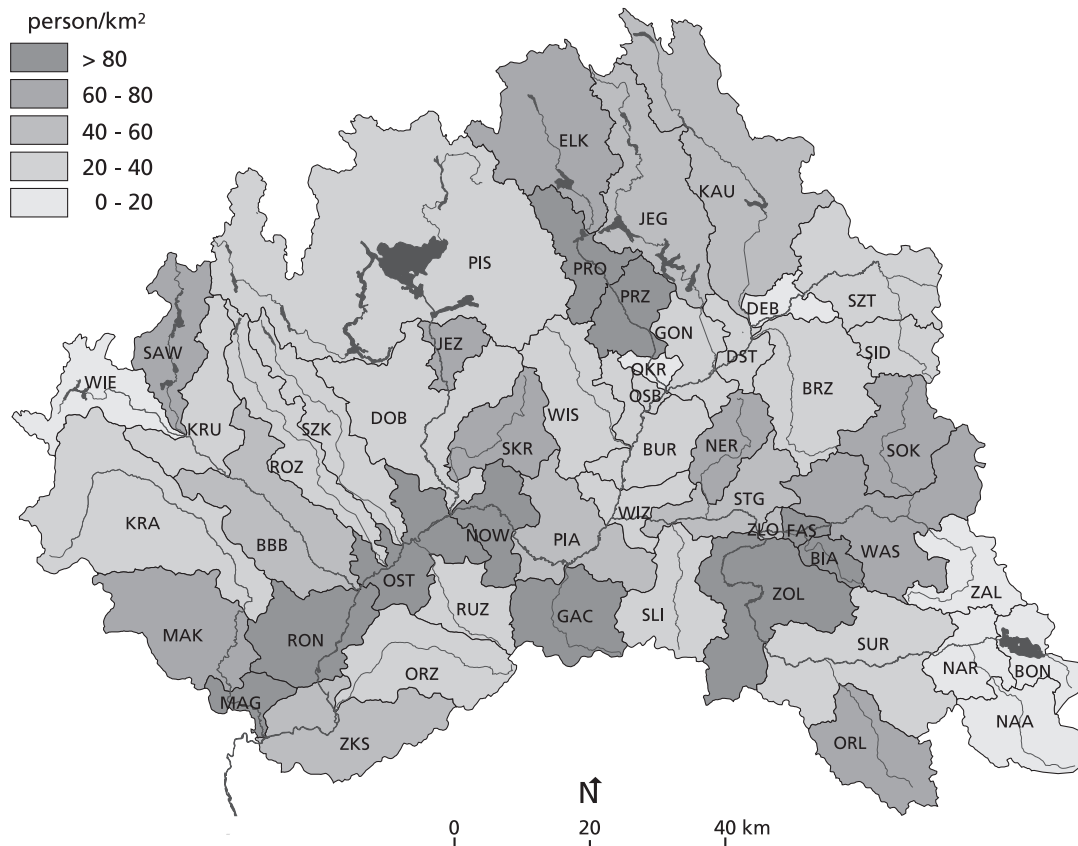 person/km²
> 80
60 - 80
40 - 60
20 - 40
0 - 20
ELK
KAU
JEG
PIS
PRO
PRZ
DEB
SZT
GON
JEZ
SAW
DST
SID
OKR
WIE
BRZ
OSB
DOB
WIS
KRU
SZK
SKR
BUR
NER
SOK
ROZ
STG
WIZ
KRA
ZŁO
FAS
NOW
PIA
BBB
BIA
WAS
OST
ZOL
ZAL
RUZ
GAC
SLI
MAK
RON
SUR
NAR
BON
ORZ
MAG
NAA
ZKS
ORL
N
0
20
40 km